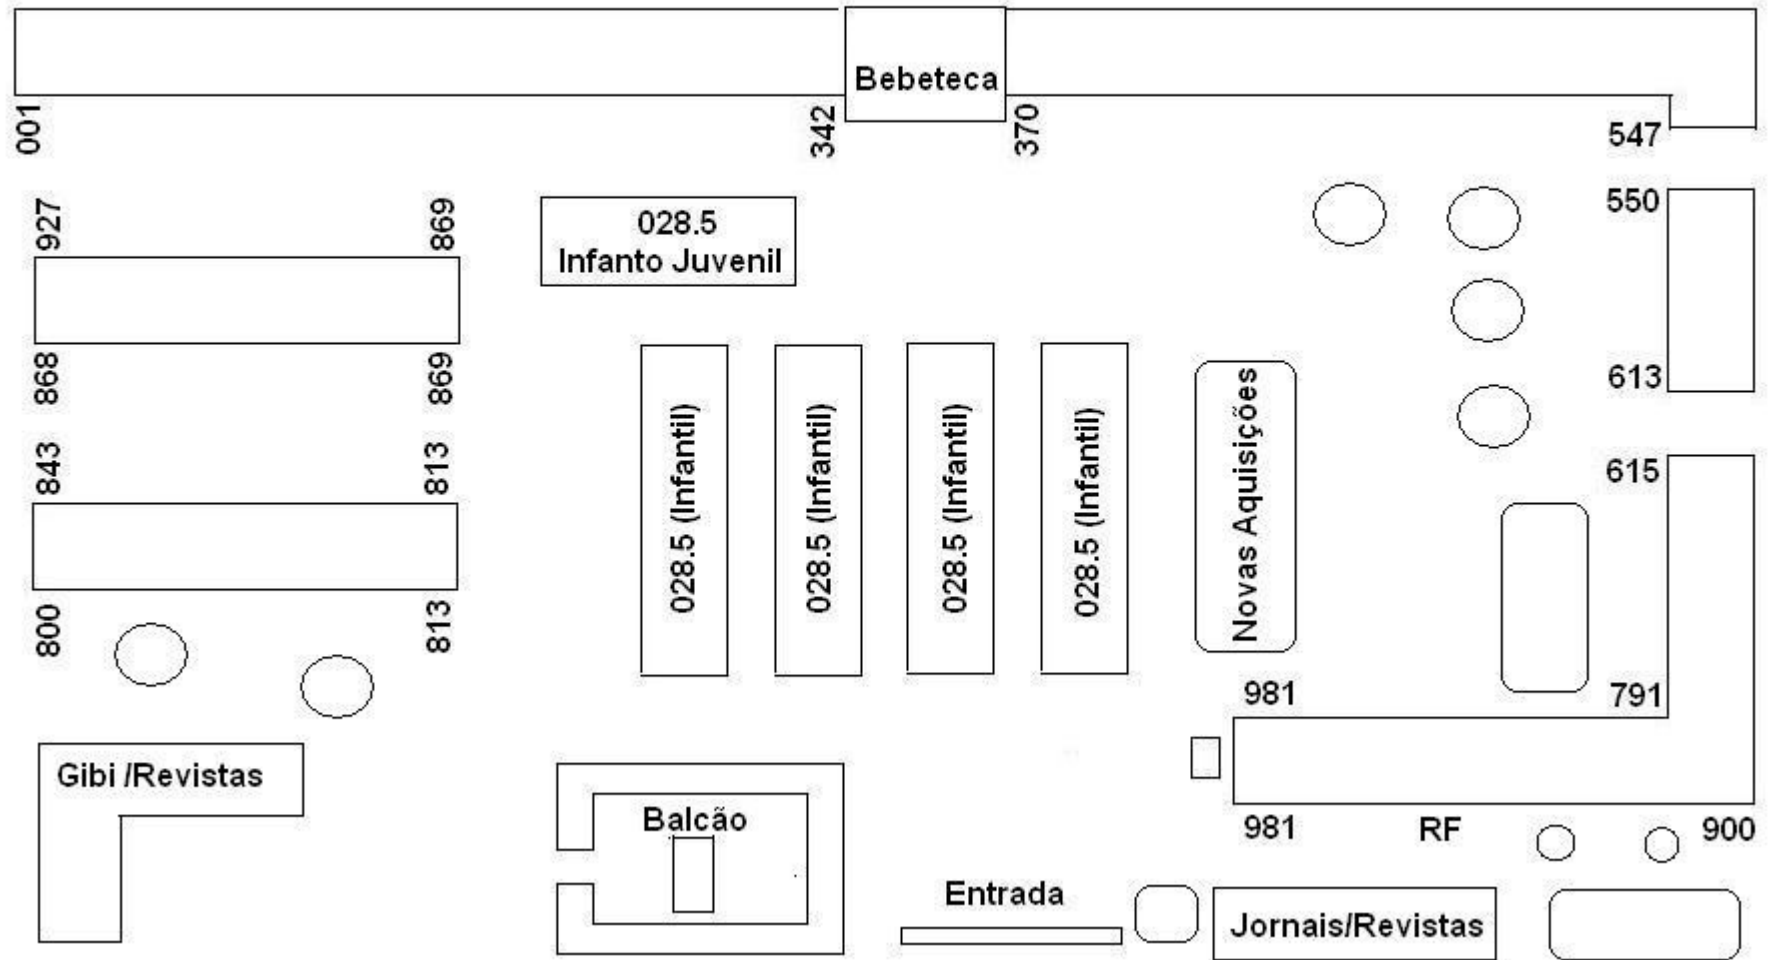 Bebeteca
001
342
370
547
927
869
028.5
Infanto Juvenil
550
868
869
613
843
813
028.5 (Infantil)
028.5 (Infantil)
028.5 (Infantil)
028.5 (Infantil)
Novas Aquisições
615
800
813
981
791
Gibi /Revistas
Balcão
981
RF
900
Entrada
Jornais/Revistas